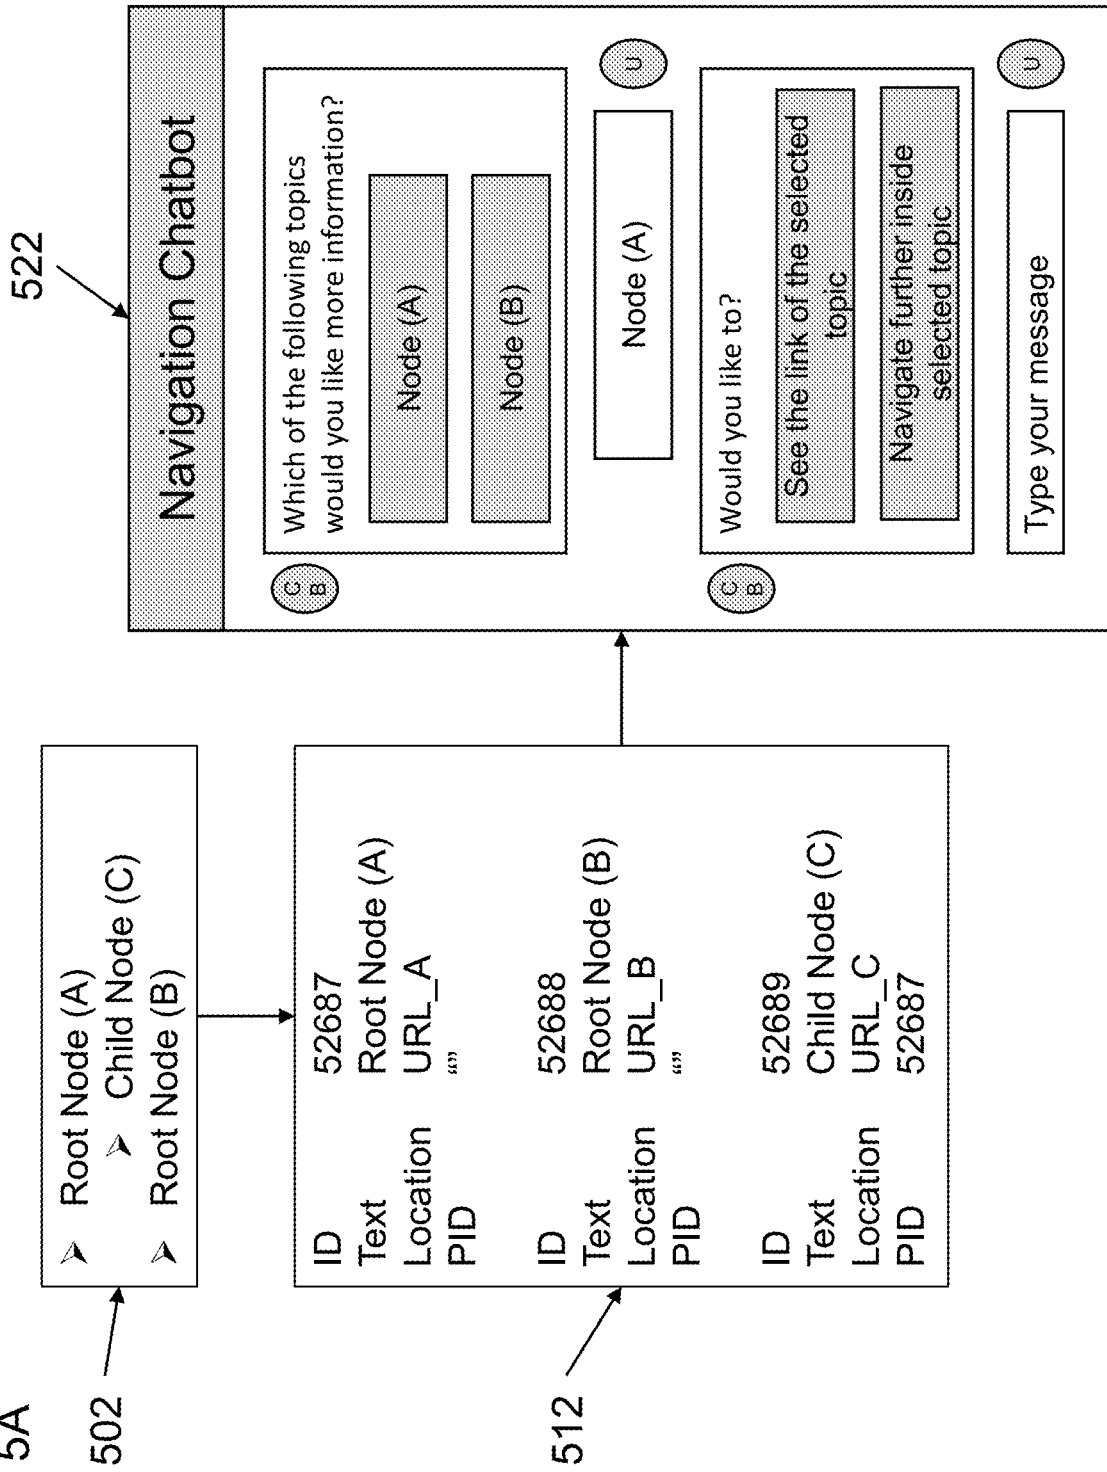 5A
502
Root Node (A)
Child Node (C)
Root Node (B)
512
ID 52687
Text Root Node (A)
Location URL_A
PID “”
ID 52688
Text Root Node (B)
Location URL_B
PID “”
ID 52689
Text Child Node (C)
Location URL_C
PID 52687
522
Navigation Chatbot
C
B
Which of the following topics
would you like more information?
Node (A)
Node (B)
Node (A)
U
C
B
Would you like to?
See the link of the selected
topic
Navigate further inside
selected topic
Type your message
U